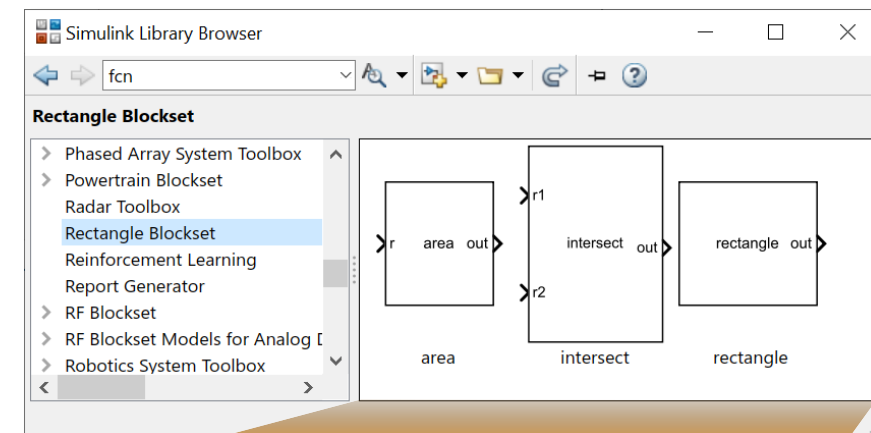 Simulink Library Browser
fcn
Rectangle Blockset
Phased Array System Toolbox
Powertrain Blockset
Radar Toolbox
Rectangle Blockset
Reinforcement Learning
Report Generator
RF Blockset
RF Blockset Models for Analog
Robotics System Toolbox
r area out
r1
intersect out
r2
rectangle out
area intersect rectangle